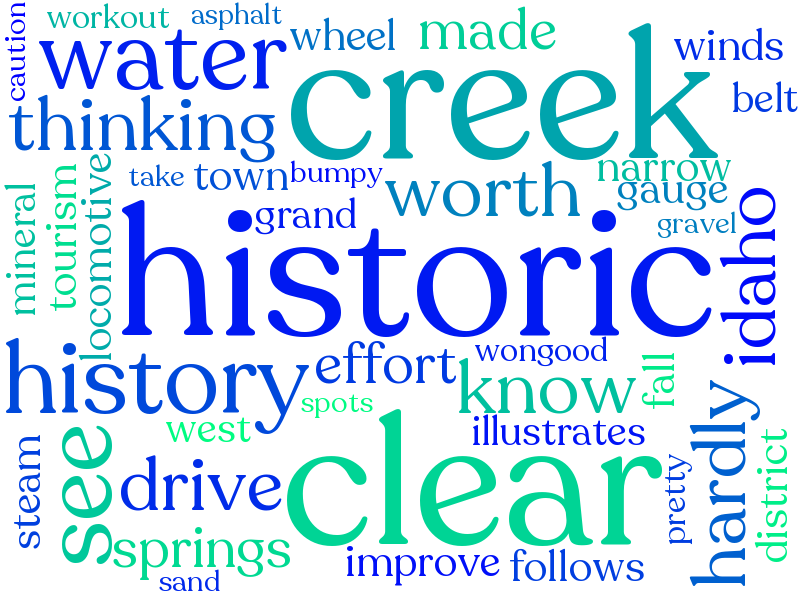 caution
workout
asphalt
wheel
made
winds
water
creek
belt
thinking
take
town
bumpy
worth
narrow
gauge
gravel
mineral
tourism
locomotive
grand
historic
idaho
history
effort
wongood
know
fall
spots
west
illustrates
hardly
steam
see
drive
clear
pretty
district
springs
sand
improve
follows